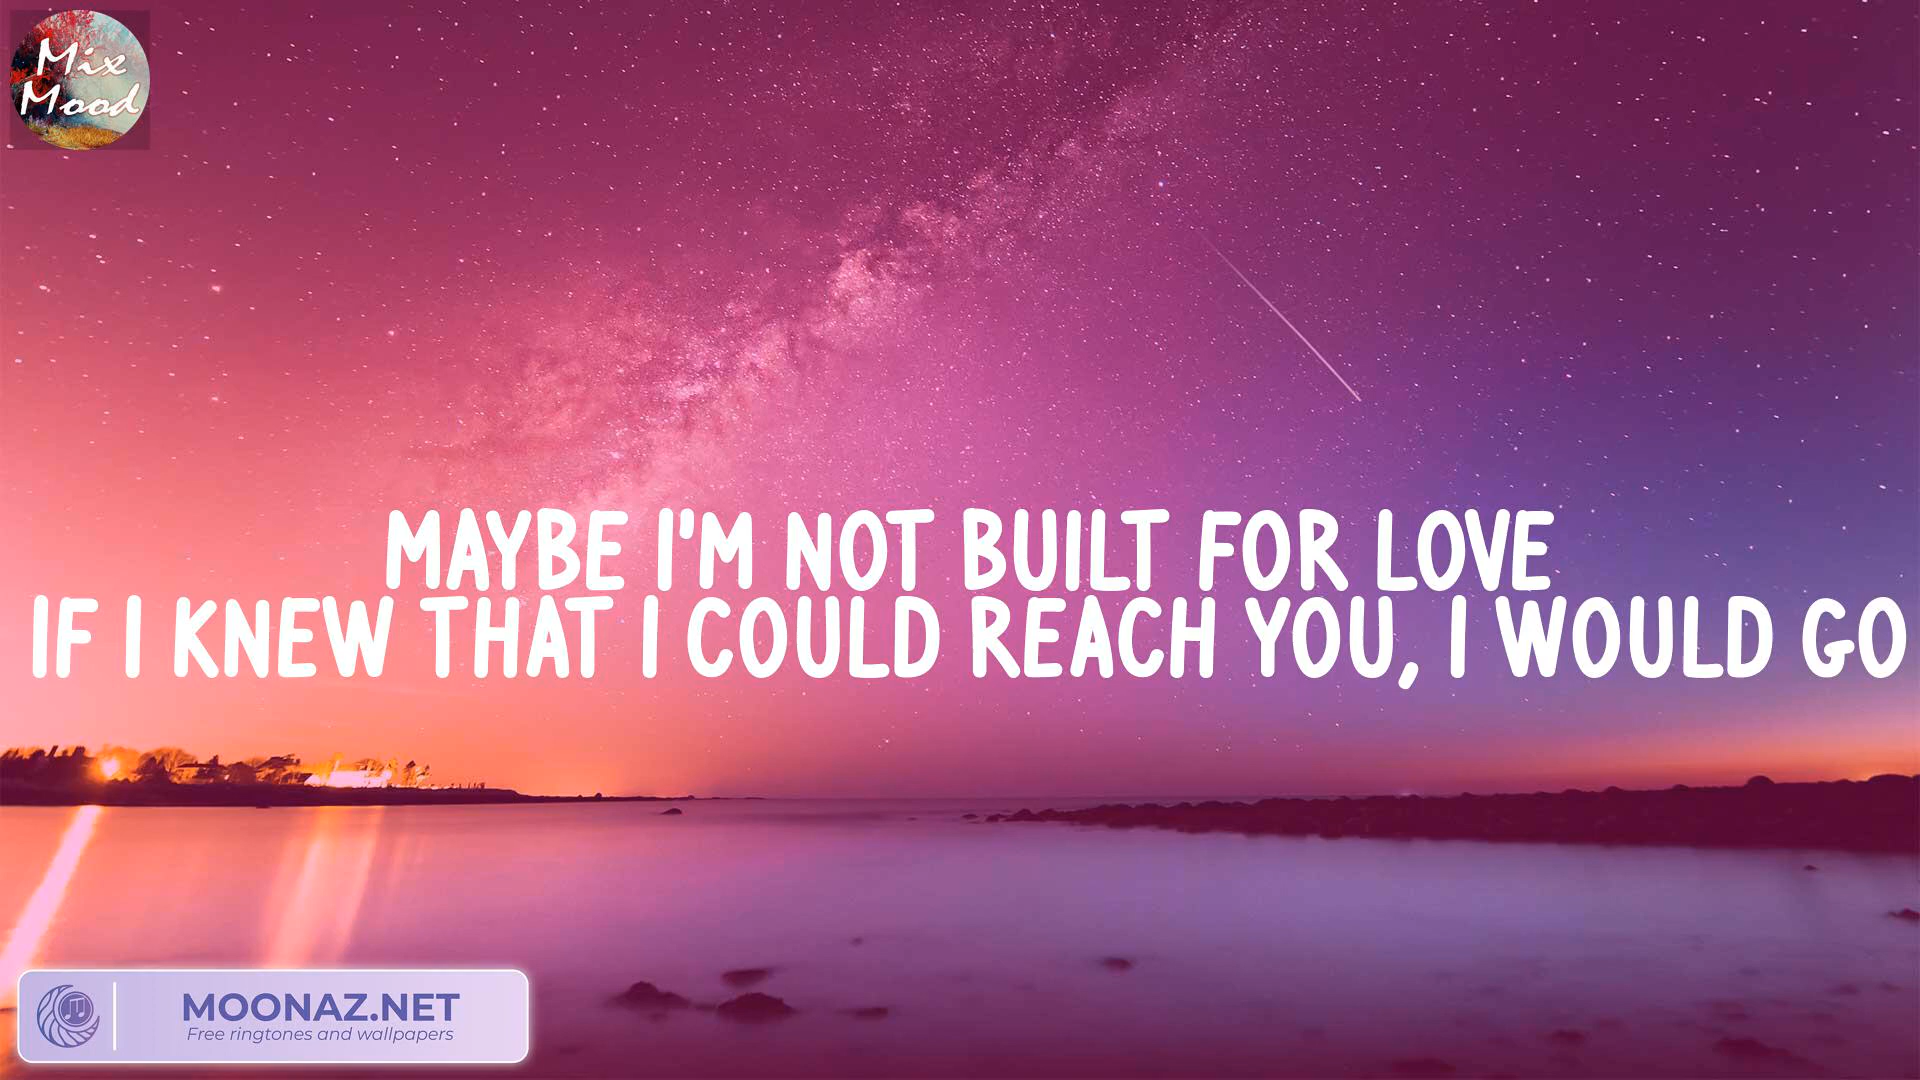 Mix
Mood
MAYBE I'M NOT BUILT FOR LOVE
IF I KNEW THAT I COULD REACH YOU, I WOULD GO
MOONAZ.NET
Free ringtones and wallpapers